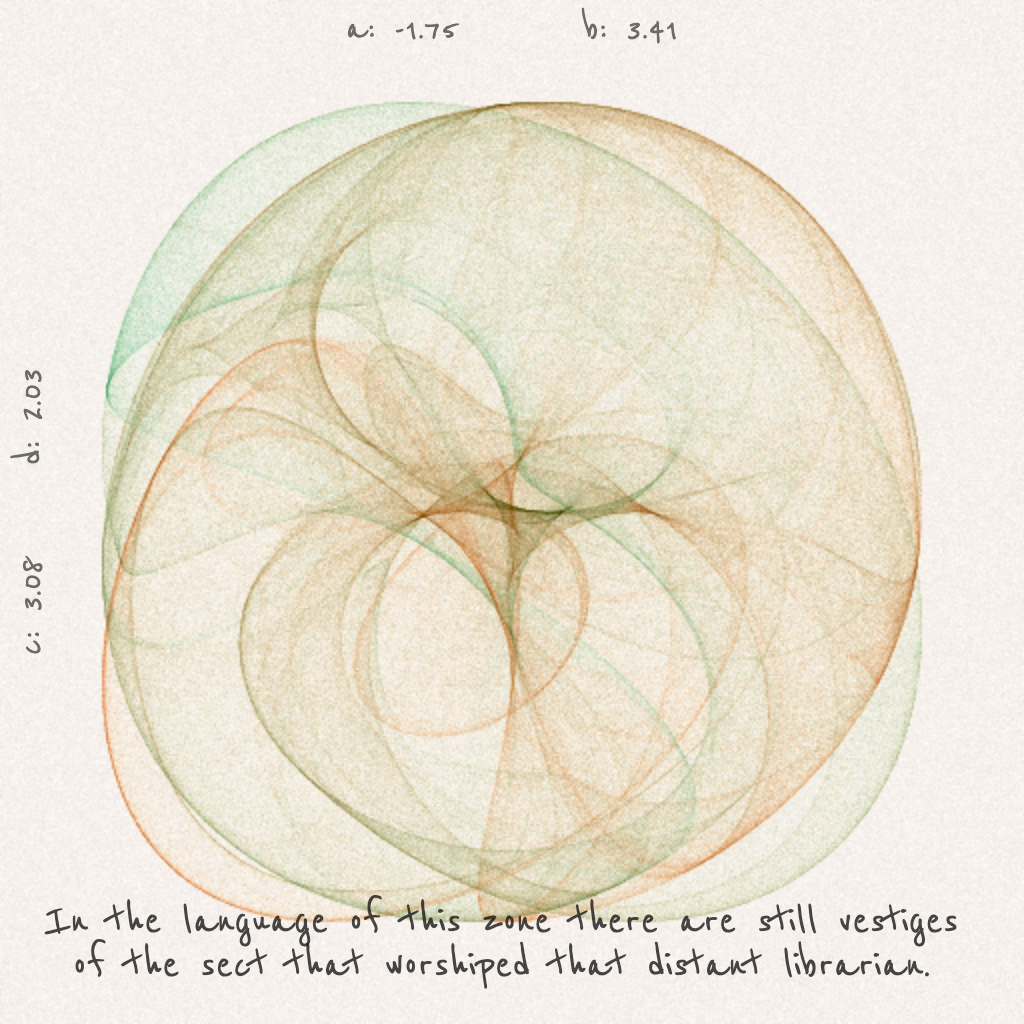 a: -1.75 b: 3.41
d: 2.03
c: 3.08
In the language of this zone there are still vestiges
of the sect that worshiped that distant librarian.